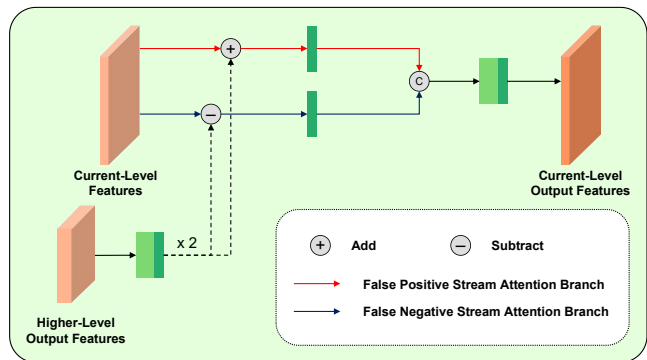 C
Current-Level
Features
Current-Level
Output Features
x 2
Higher-Level
Output Features
+ Add
− Subtract
False Positive Stream Attention Branch
False Negative Stream Attention Branch